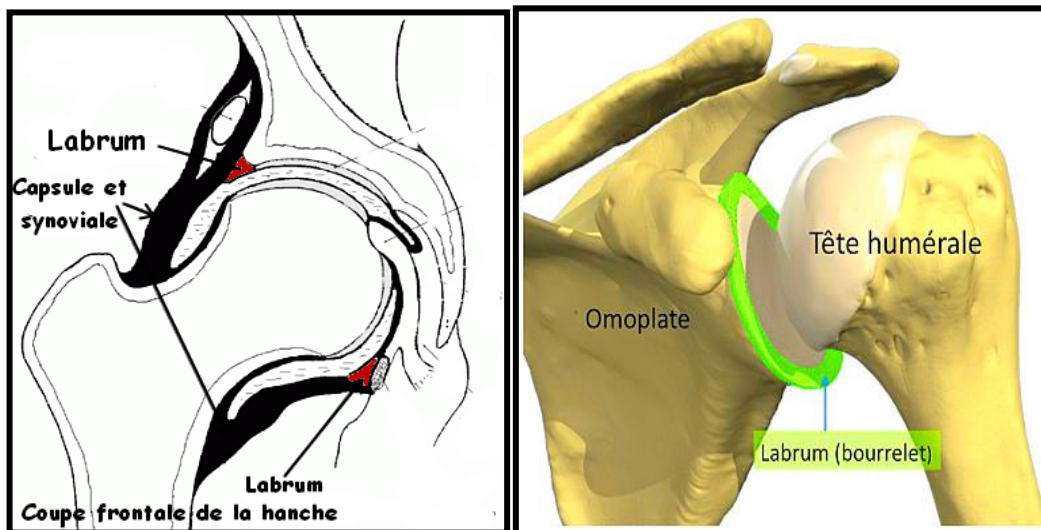 Labrum
Capsule et
synoviale
Labrum
Coupe frontale de la hanche
Tête humérale
Omoplate
Labrum (bourrelet)